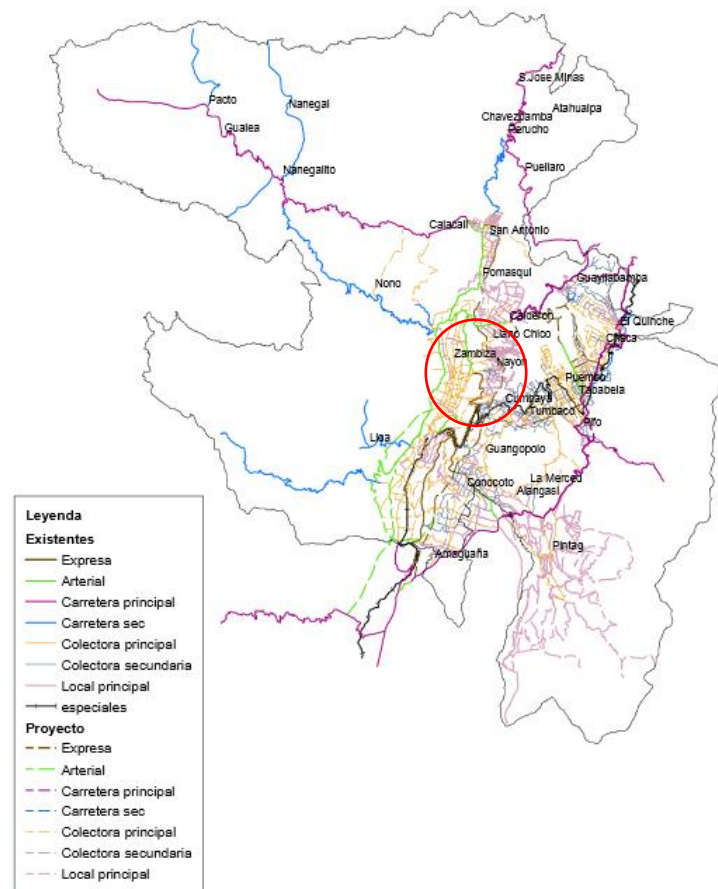 S.Jose Minas
Pacto
Nanegal
Atahualpa
Chavezpamba
Perucho
Gualea
Puellaro
Nanegalito
Calacali
San Antonio
Pomasqui
Nono
Guayllabamba
Calderon
El Quinche
Llano Chico
Checa
Zambiza
Nayon
Puembo
Tababela
Cumbaya
Tumbaco
Pifo
Lloa
Guangopolo
Conocoto
La Merced
Alangasi
Amaguaña
Pintag
Leyenda
Existentes
Expresa
Arterial
Carretera principal
Carretera sec
Colectora principal
Colectora secundaria
Local principal
especiales
Proyecto
Expresa
Arterial
Carretera principal
Carretera sec
Colectora principal
Colectora secundaria
Local principal